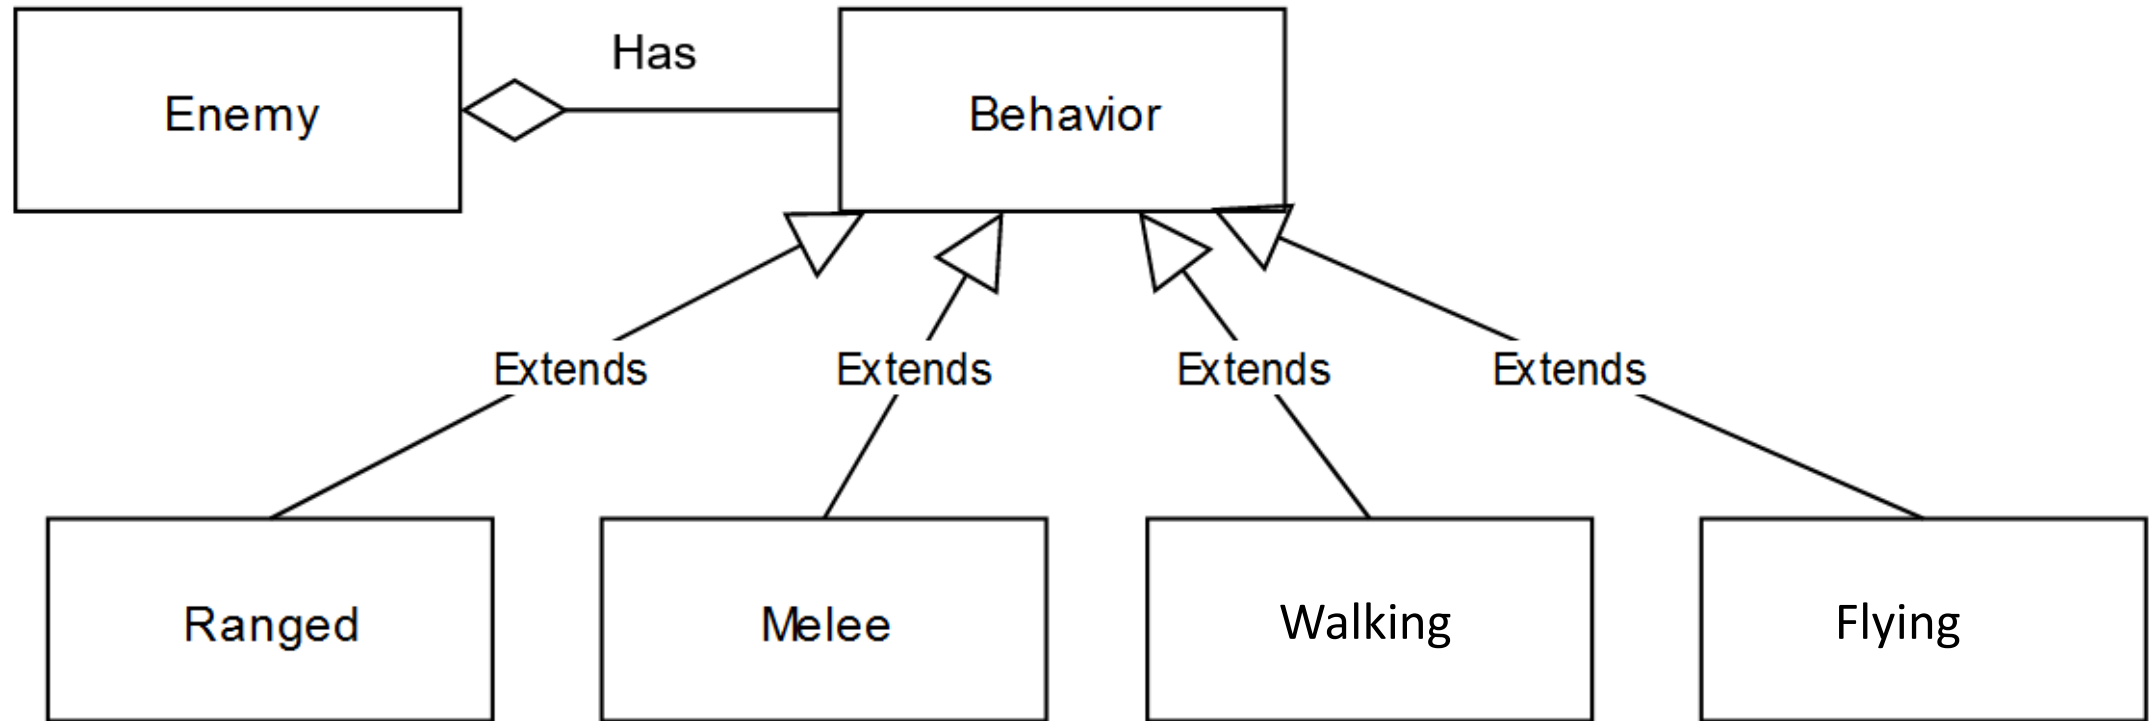 Has
Enemy
Behavior
Extends
Extends
Extends
Extends
Ranged
Melee
Walking
Flying